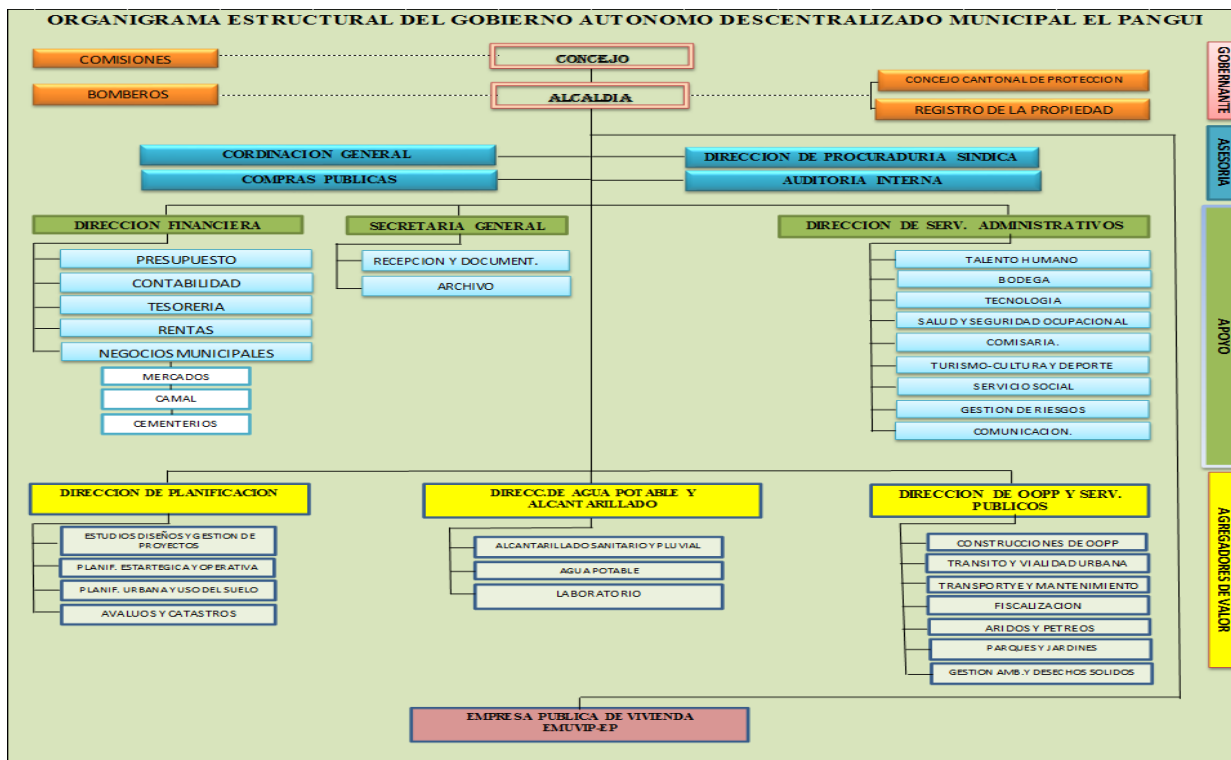 ORGANIGRAMA ESTRUCTURAL DEL GOBIERNO AUTONOMO DESCENTRALIZADO MUNICIPAL EL PANGUI
COMISIONES
CONCEJO
GOBERNANTE
BOMBEROS
ALCALDIA
CONCEJO CANTONAL DE PROTECCION
REGISTRO DE LA PROPIEDAD
CORDINACION GENERAL
DIRECCION DE PROCURADURIA SINDICA
ASESORIA
COMPRAS PUBLICAS
AUDITORIA INTERNA
DIRECCION FINANCIERA
PRESUPUESTO
CONTABILIDAD
TESORERIA
RENTAS
NEGOCIOS MUNICIPALES
MERCADOS
CAMAL
CEMENTERIOS
SECRETARIA GENERAL
RECEPCION Y DOCUMENT.
ARCHIVO
DIRECCION DE SERV. ADMINISTRATIVOS
TALENTO HUMANO
BODEGA
TECNOLOGIA
SALUD Y SEGURIDAD OCUPACIONAL
COMISARIA.
TURISMO-CULTURA Y DEPORTE
SERVICIO SOCIAL
GESTION DE RIESGOS
COMUNICACION.
APOYO
DIRECCION DE PLANIFICACION
ESTUDIOS DISEÑOS Y GESTION DE
PROYECTOS
PLANIF. ESTARTEGICA Y OPERATIVA
PLANIF. URBANA Y USO DEL SUELO
AVALUOS Y CATASTROS
DIRECC.DE AGUA POTABLE Y
ALCANTARILLADO
ALCANTARILLADO SANITARIO Y PLUVIAL
AGUA POTABLE
LABORATORIO
DIRECCION DE OOPP Y SERV.
PUBLICOS
CONSTRUCCIONES DE OOPP
TRANSITO Y VIALIDAD URBANA
TRANSPORTYE Y MANTENIMIENTO
FISCALIZACION
ARIDOS Y PETREOS
PARQUES Y JARDINES
GESTION AMB.Y DESECHOS SOLIDOS
AGREGADORES DE VALOR
EMPRESA PUBLICA DE VIVIENDA
EMUVIP-EP